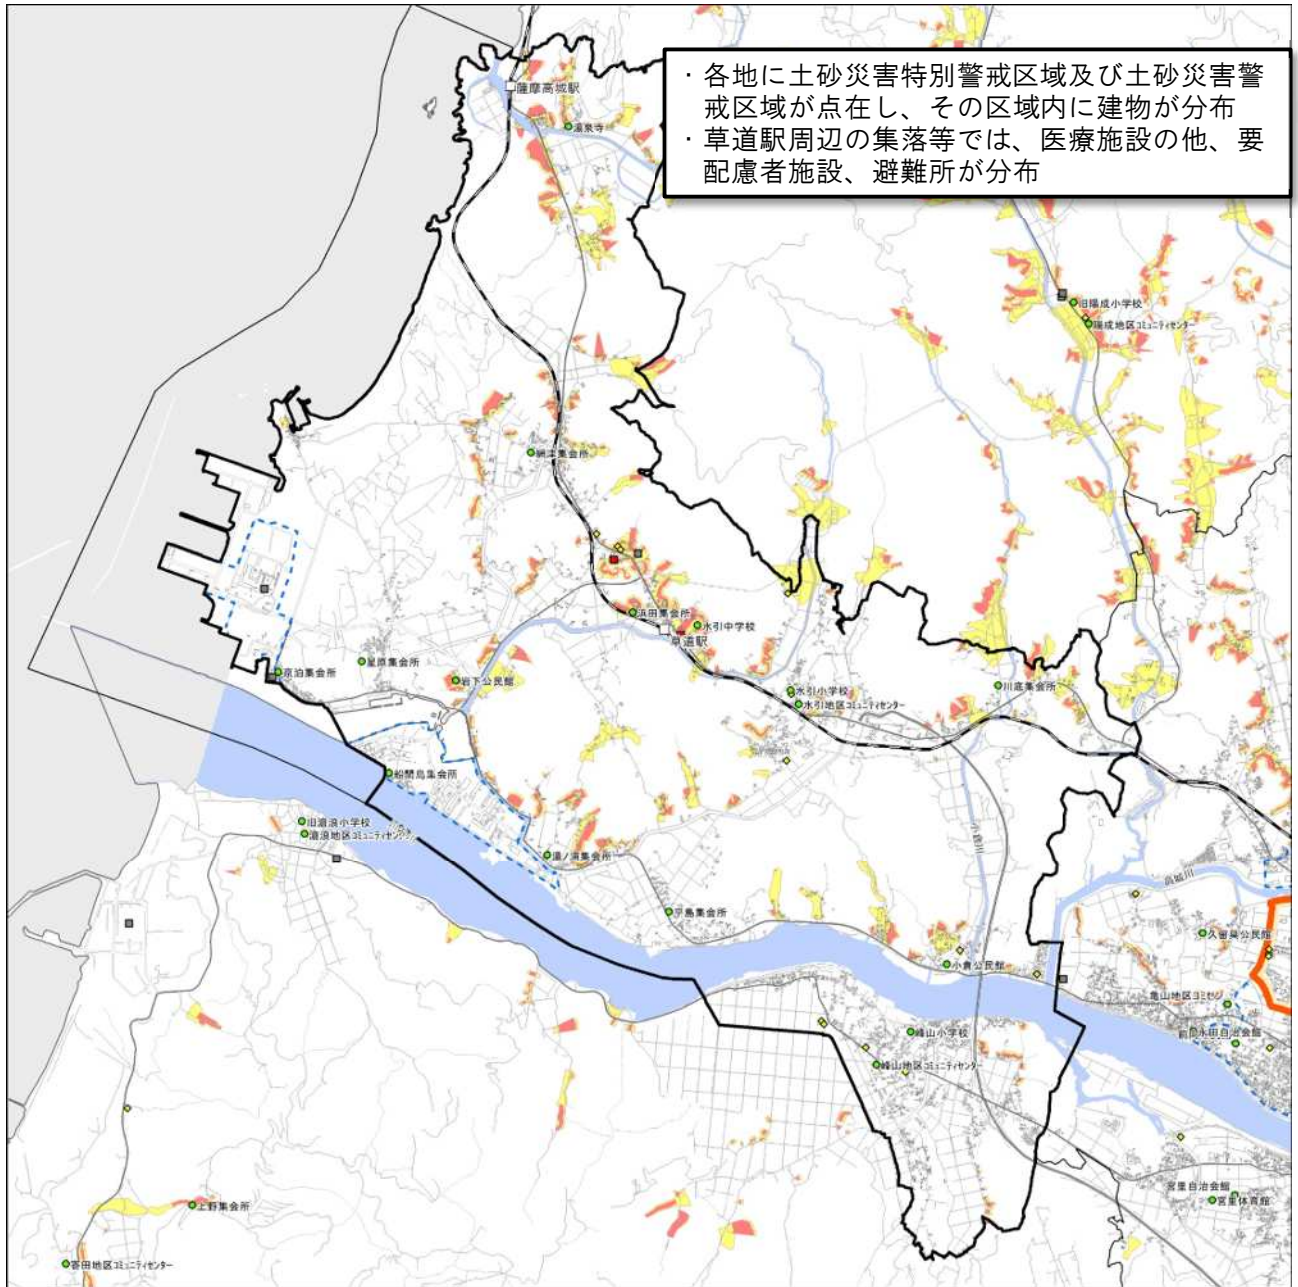 ・各地に土砂災害特別警戒区域及び土砂災害警
戒区域が点在し、その区域内に建物が分布
・草道駅周辺の集落等では、医療施設の他、要
配慮者施設、避難所が分布
薩摩高城駅
湯泉寺
旧陽成小学校
陽成地区コミュニティセンター
網津集会所
浜田集会所
水引中学校
草道駅
京泊集会所
星原集会所
岩下公民館
水引小学校
水引地区コミュニティセンター
川底集会所
船間島集会所
旧滄浪小学校
滄浪地区コミュニティセンター
湯ノ浦集会所
小倉川
高城川
平島集会所
久留巣公民館
小倉公民館
亀山地区コミセン
峰山小学校
峰山地区コミュニティセンター
宮里自治会館
宮里体育館
上野集会所
寄田地区コミュニティセンター